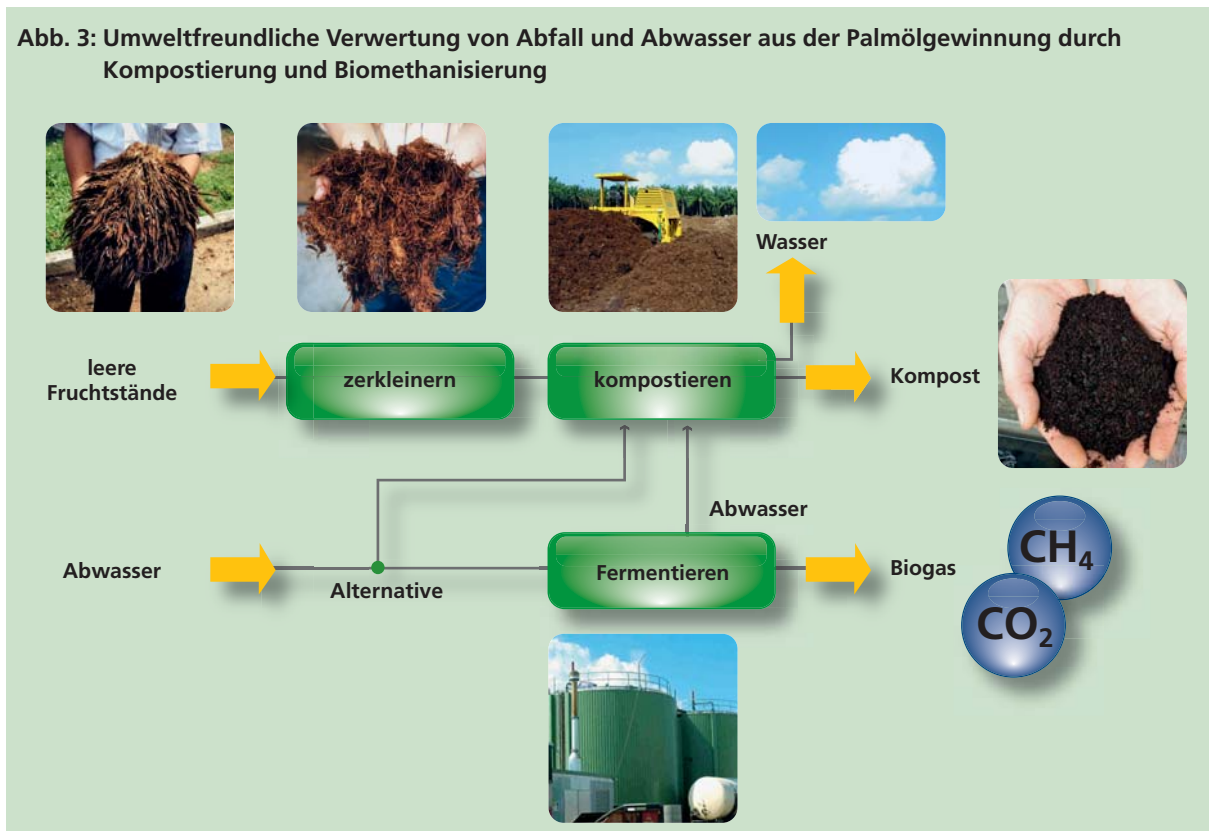 Abb. 3: Umweltfreundliche Verwertung von Abfall und Abwasser aus der Palmölgewinnung durch
Kompostierung und Biomethanisierung
Wasser
leere
Fruchtstände
zerkleinern
kompostieren
Kompost
Abwasser
Abwasser
Alternative
Fermentieren
Biogas
CH₄
CO₂